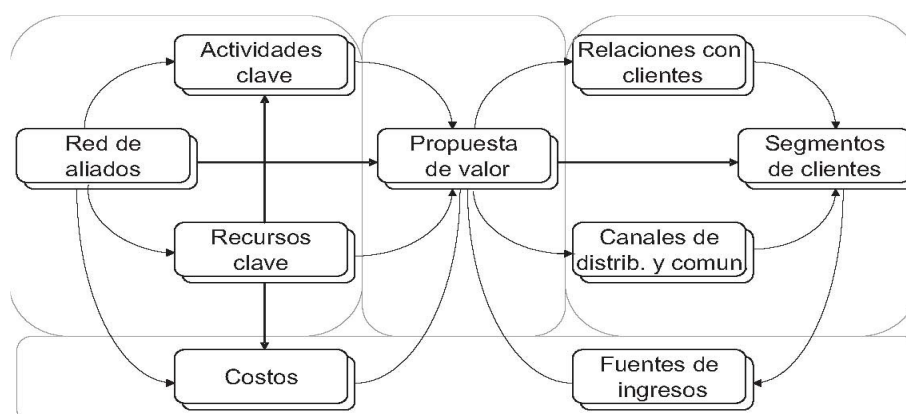 Actividades
clave
Relaciones con
clientes
Red de
aliados
Propuesta
de valor
Segmentos
de clientes
Recursos
clave
Canales de
distrib. y comun.
Costos
Fuentes de
ingresos